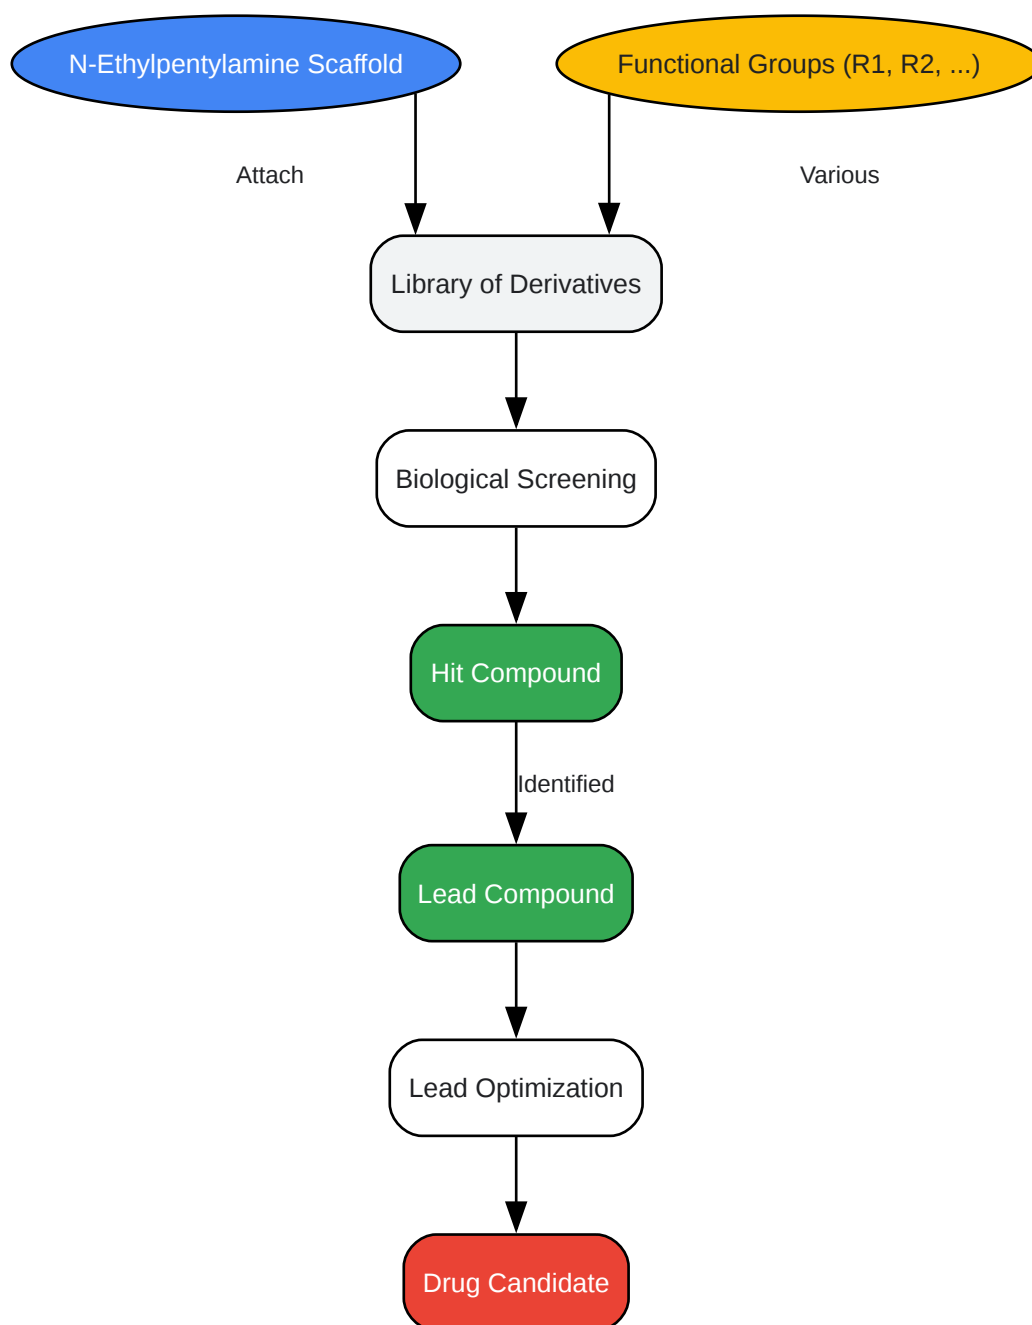 N-Ethylpentylamine Scaffold
Functional Groups (R1, R2, ...)
Attach
Various
Library of Derivatives
Biological Screening
Hit Compound
Identified
Lead Compound
Lead Optimization
Drug Candidate